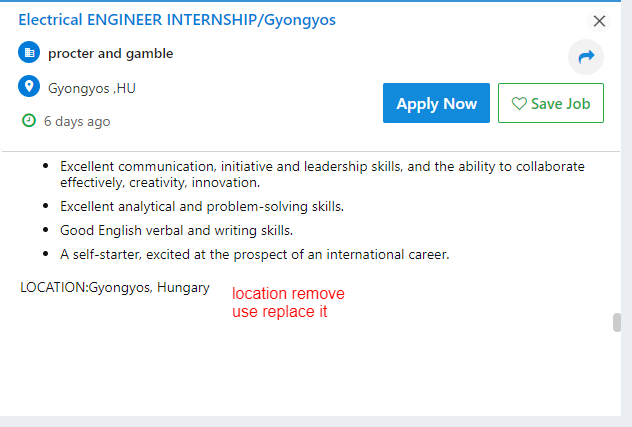 Electrical ENGINEER INTERNSHIP/Gyongyos
procter and gamble
Gyongyos ,HU
Apply Now
Save Job
6 days ago
Excellent communication, initiative and leadership skills, and the ability to collaborate
effectively, creativity, innovation.
Excellent analytical and problem-solving skills.
Good English verbal and writing skills.
A self-starter, excited at the prospect of an international career.
LOCATION:Gyongyos, Hungary
location remove
use replace it